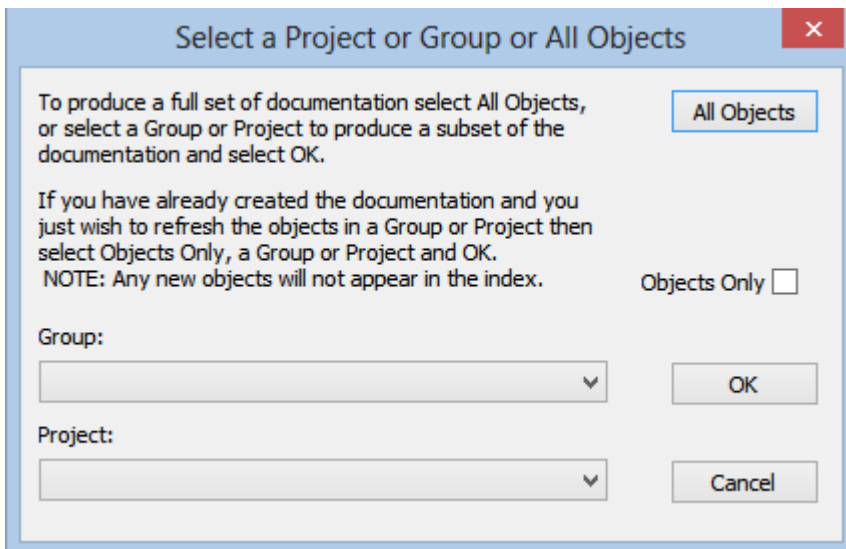 Select a Project or Group or All Objects
To produce a full set of documentation select All Objects,
or select a Group or Project to produce a subset of the
documentation and select OK.
All Objects
If you have already created the documentation and you
just wish to refresh the objects in a Group or Project then
select Objects Only, a Group or Project and OK.
NOTE: Any new objects will not appear in the index.
Objects Only
Group:
OK
Project:
Cancel